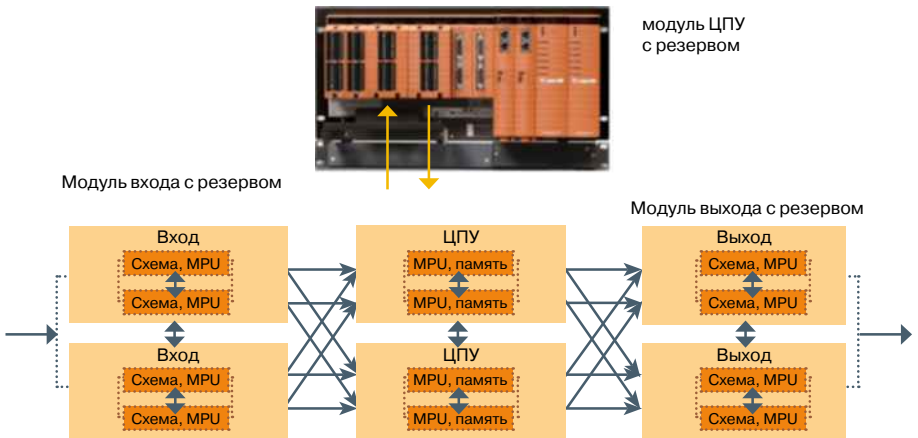 модуль ЦПУ
с резервом
Модуль входа с резервом
Модуль выхода с резервом
Вход
Схема, MPU
Схема, MPU
ЦПУ
MPU, память
MPU, память
Выход
Схема, MPU
Схема, MPU
Вход
Схема, MPU
Схема, MPU
ЦПУ
MPU, память
MPU, память
Выход
Схема, MPU
Схема, MPU